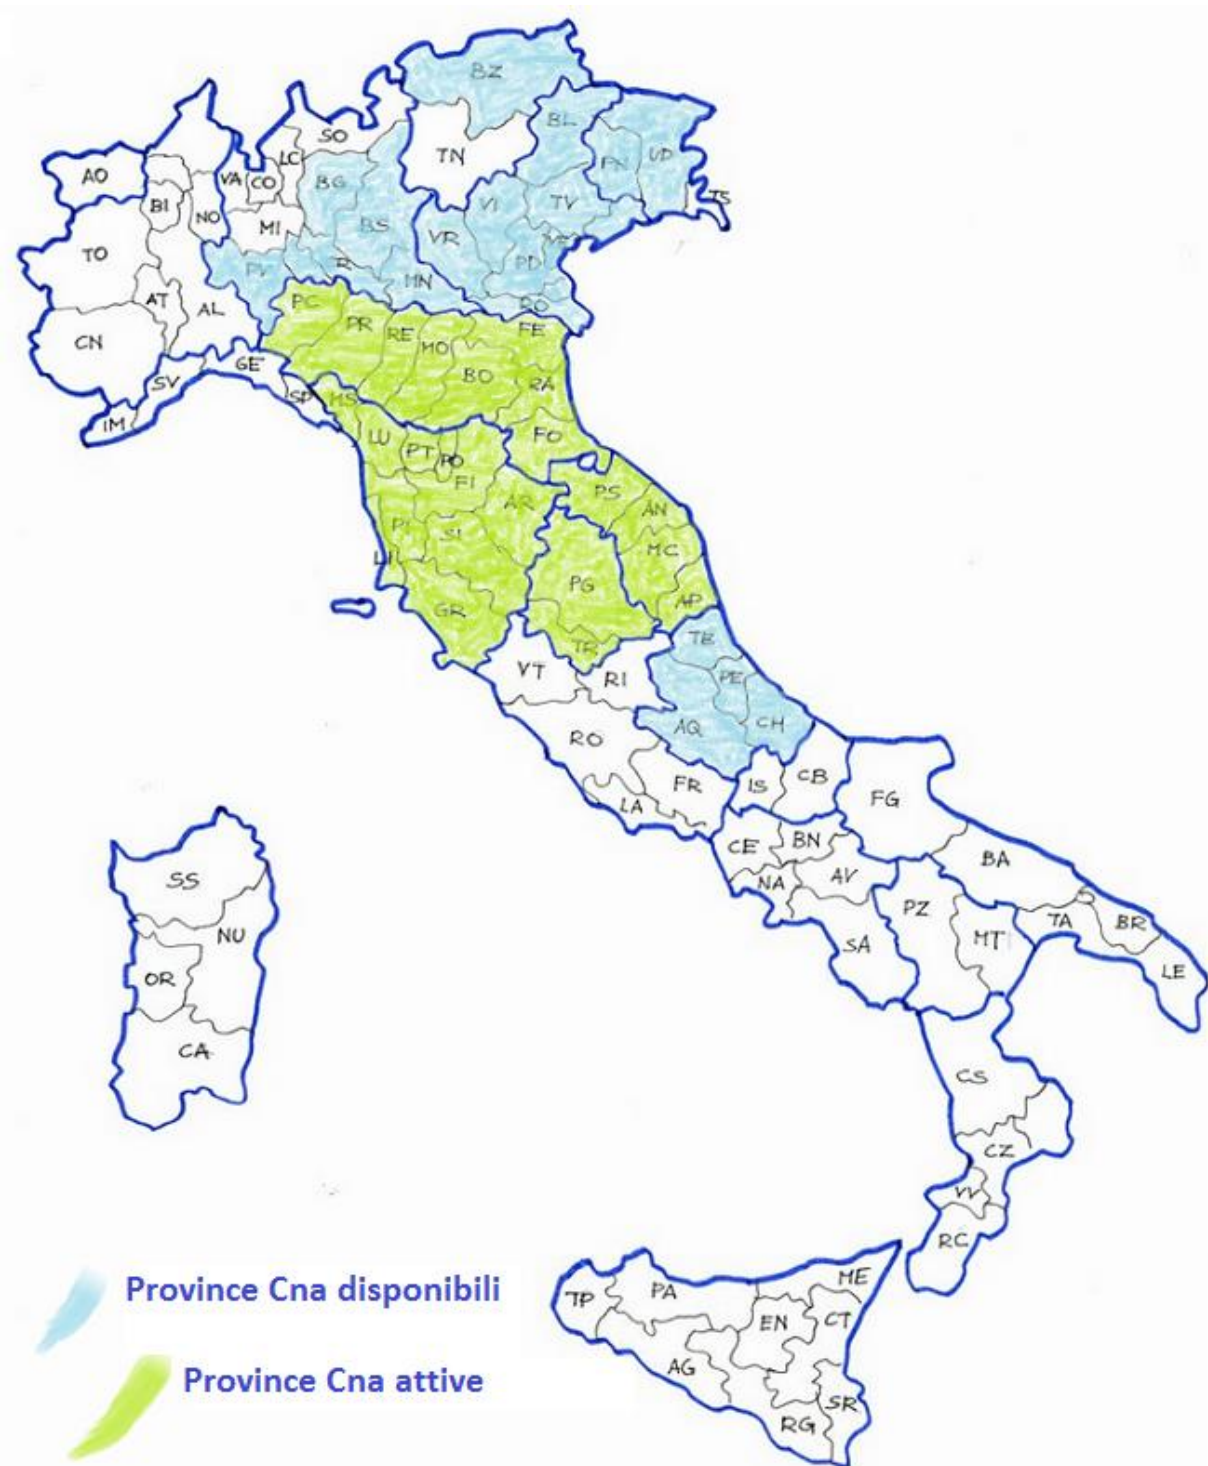 BZ
BL
SO
TN
PN
UD
LC
AO
VA
CO
BG
TS
BI
NO
VI
TV
MI
BS
VR
TO
PV
PD
MN
AT
PC
RO
AL
PR
RE
FE
CN
MO
GE
BO
SV
RA
SP
MS
IM
LU
FO
PT
PO
FI
PS
AR
AN
PI
SI
MC
LI
PG
GR
AP
TE
TR
VT
RI
PE
AQ
CH
RO
FR
IS
CB
LA
FG
CE
BN
BA
SS
NA
AV
PZ
TA
BR
NU
SA
MT
LE
OR
CA
CS
CZ
VV
RC
Province Cna disponibili
PA
ME
TP
EN
CT
Province Cna attive
AG
SR
RG